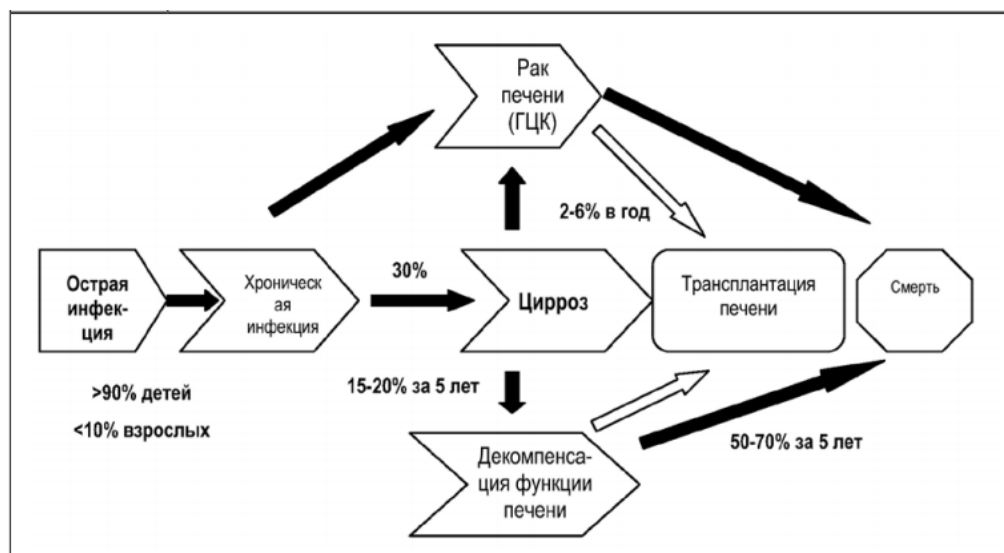 Рак
печени
(ГЦК)
2-6% в год
Острая
инфек-
ция
Хроническ
ая
инфекция
30%
Цирроз
Трансплантация
печени
Смерть
>90% детей
<10% взрослых
15-20% за 5 лет
Декомпенса-
ция функции
печени
50-70% за 5 лет